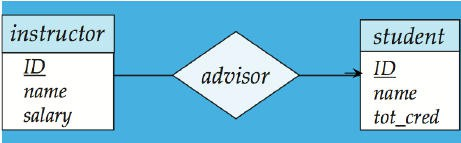 instructor
ID
name
salary
advisor
student
ID
name
tot_cred